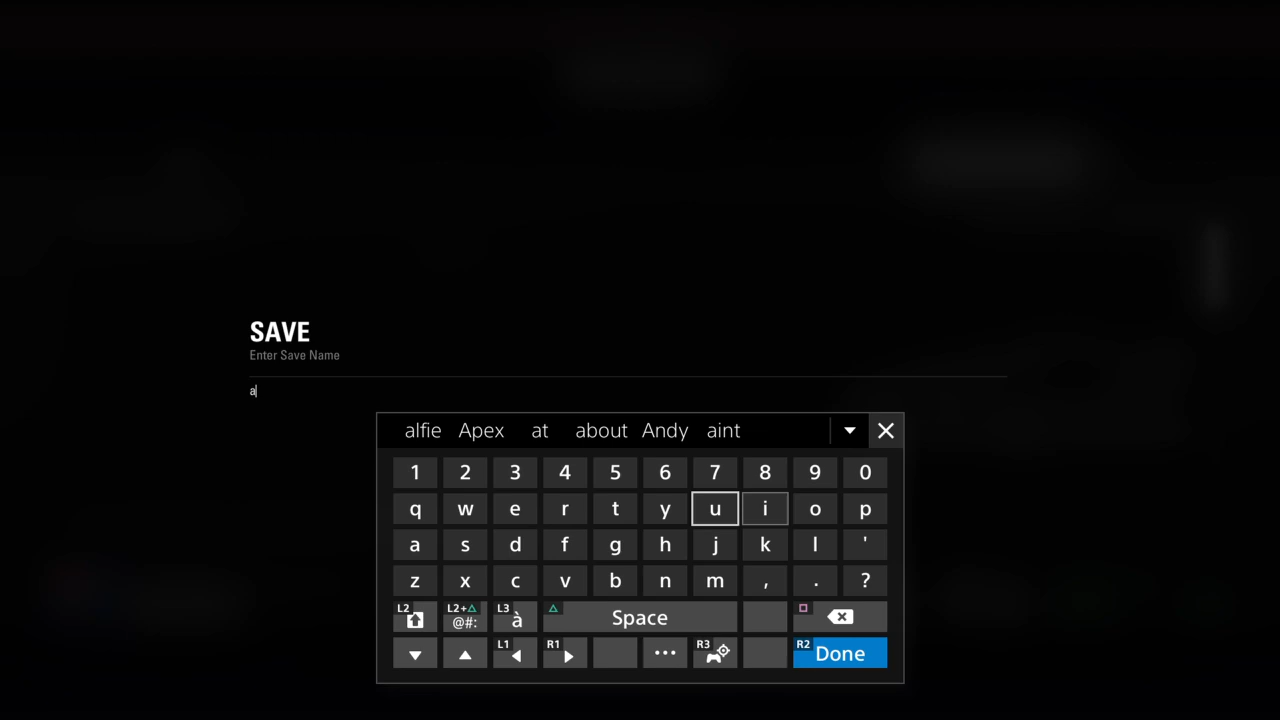 SAVE
Enter Save Name
a
alfie Apex at about Andy aint
1 2 3 4 5 6 7 8 9 0
q w e r t y u i o p
a s d f g h j k l '
z x c v b n m , . ?
L2 L2+△ @#: L3 à △ Space □
L1 R1 ... R3 R2 Done